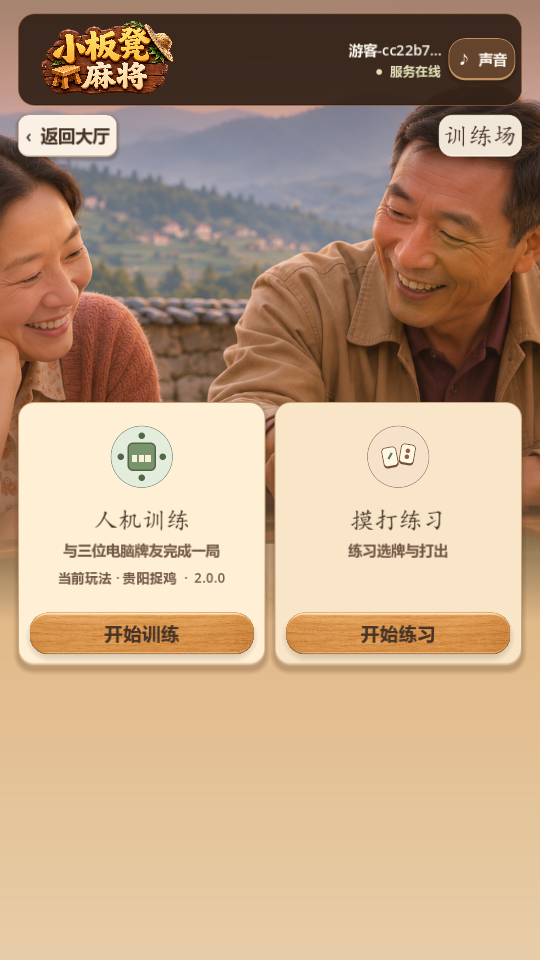 小板凳
麻将
游客-cc22b7...
服务在线
♪ 声音
‹ 返回大厅
训练场
人机训练
与三位电脑牌友完成一局
当前玩法 · 贵阳捉鸡 · 2.0.0
开始训练
摸打练习
练习选牌与打出
开始练习